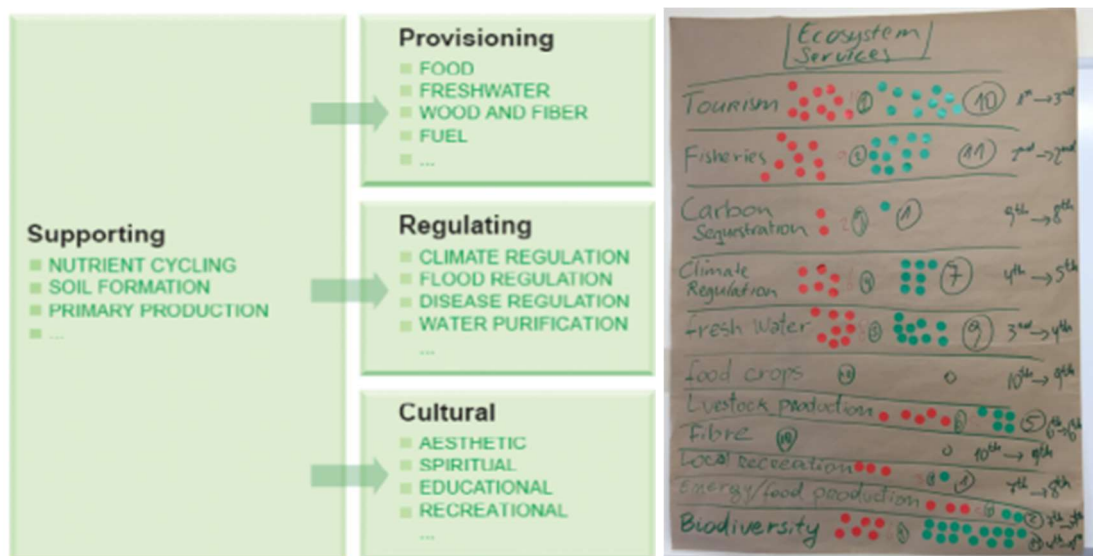 Supporting
NUTRIENT CYCLING
SOIL FORMATION
PRIMARY PRODUCTION
...
Provisioning
FOOD
FRESHWATER
WOOD AND FIBER
FUEL
...
Regulating
CLIMATE REGULATION
FLOOD REGULATION
DISEASE REGULATION
WATER PURIFICATION
...
Cultural
AESTHETIC
SPIRITUAL
EDUCATIONAL
RECREATIONAL
...
Ecosystem
Services
Tourism 10 1st → 3rd
Fisheries 11 2nd → 2nd
Carbon
Sequestration 1 9th → 8th
Climate
Regulation 7 4th → 5th
fresh Water 9 3rd → 4th
food crops 10th → 9th
Livestock production 5 6th → 6th
Fibre 10th → 9th
Local recreation 1 7th → 8th
Energy/food production
Biodiversity